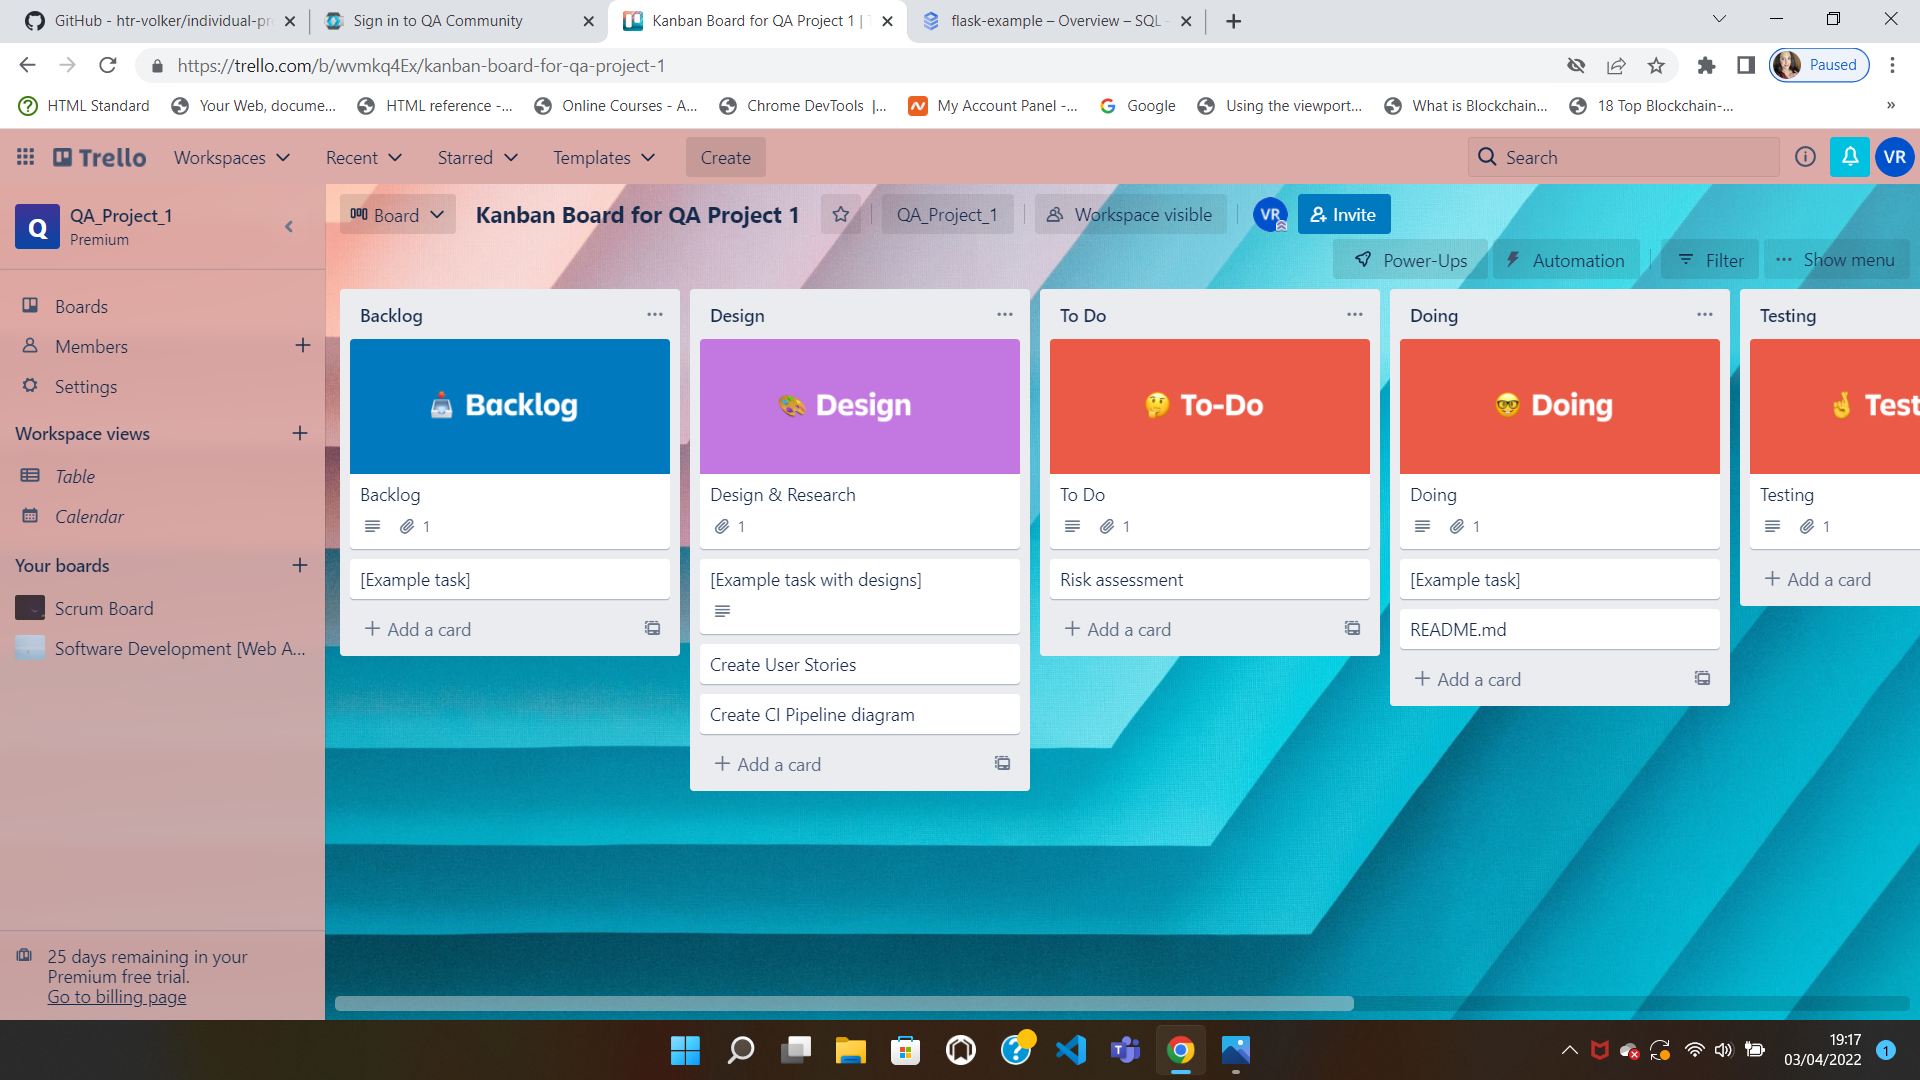 GitHub - htr-volker/individual-pr
Sign in to QA Community
Kanban Board for QA Project 1 |
flask-example – Overview – SQL
https://trello.com/b/wvmkq4Ex/kanban-board-for-qa-project-1
Paused
HTML Standard
Your Web, docume...
HTML reference -...
Online Courses - A...
Chrome DevTools |...
My Account Panel -...
Google
Using the viewport...
What is Blockchain...
18 Top Blockchain-...
»
Trello
Workspaces
Recent
Starred
Templates
Create
Search
VR
Q
QA_Project_1
Premium
Board
Kanban Board for QA Project 1
QA_Project_1
Workspace visible
VR
Invite
Power-Ups
Automation
Filter
Show menu
Boards
Members
Settings
Workspace views
Table
Calendar
Your boards
Scrum Board
Software Development [Web A...
25 days remaining in your
Premium free trial.
Go to billing page
Backlog
Backlog
Backlog
1
[Example task]
Add a card
Design
Design
Design & Research
1
[Example task with designs]
Create User Stories
Create CI Pipeline diagram
Add a card
To Do
To-Do
To Do
1
Risk assessment
Add a card
Doing
Doing
Doing
1
[Example task]
README.md
Add a card
Testing
Test
Testing
1
Add a card
19:17
03/04/2022
1